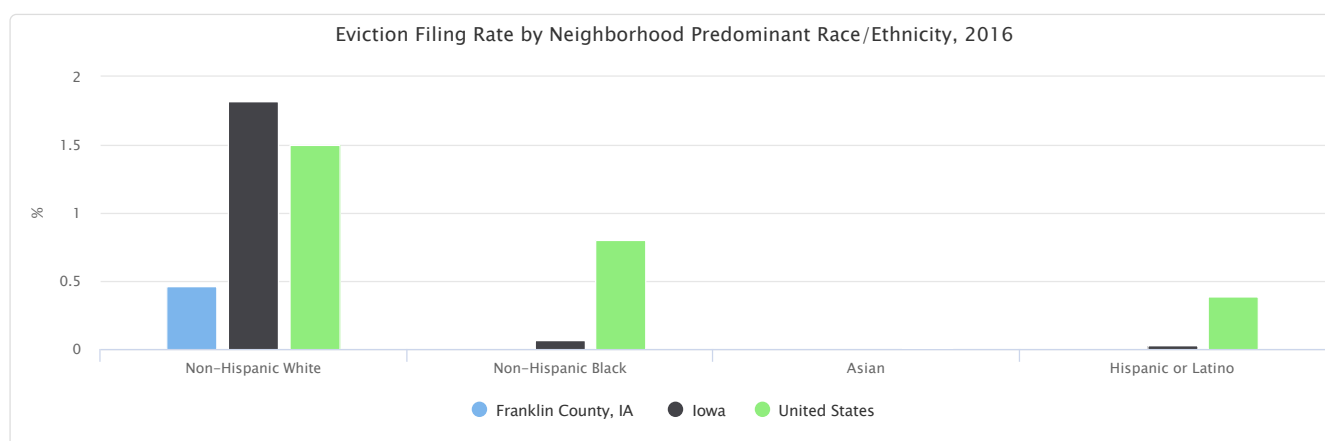 Eviction Filing Rate by Neighborhood Predominant Race/Ethnicity, 2016
2
1.5
%
1
0.5
0
Non-Hispanic White Non-Hispanic Black Asian Hispanic or Latino
Franklin County, IA Iowa United States